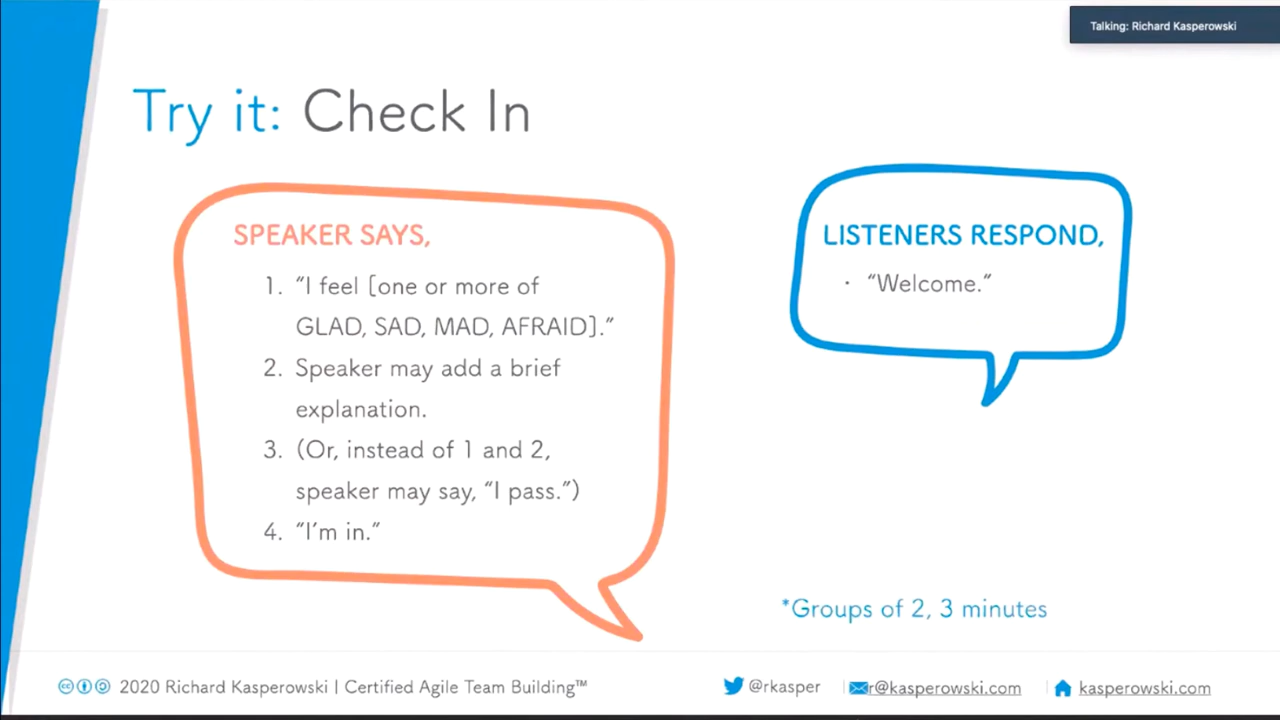 Talking: Richard Kasperowski
Try it: Check In
SPEAKER SAYS,
1. “I feel [one or more of
GLAD, SAD, MAD, AFRAID].”
2. Speaker may add a brief
explanation.
3. (Or, instead of 1 and 2,
speaker may say, “I pass.”)
4. “I’m in.”
LISTENERS RESPOND,
· “Welcome.”
*Groups of 2, 3 minutes
2020 Richard Kasperowski | Certified Agile Team Building™
@rkasper
r@kasperowski.com
kasperowski.com